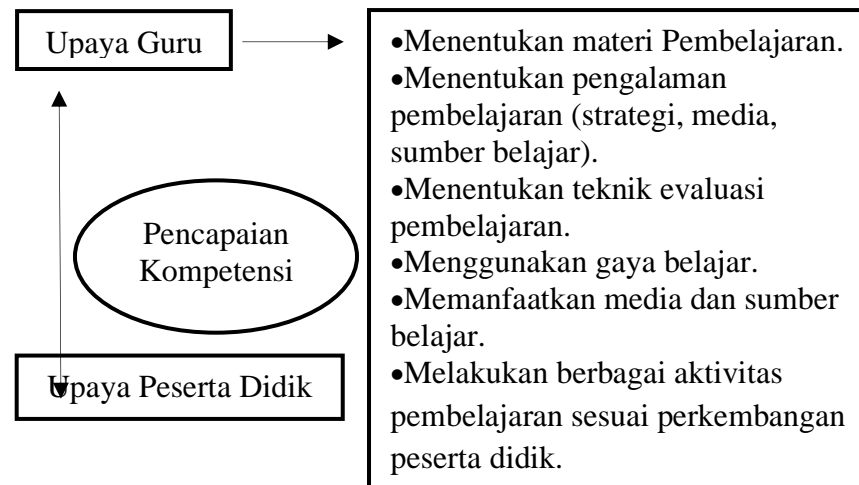 Upaya Guru
Pencapaian
Kompetensi
Upaya Peserta Didik
•Menentukan materi Pembelajaran.
•Menentukan pengalaman
pembelajaran (strategi, media,
sumber belajar).
•Menentukan teknik evaluasi
pembelajaran.
•Menggunakan gaya belajar.
•Memanfaatkan media dan sumber
belajar.
•Melakukan berbagai aktivitas
pembelajaran sesuai perkembangan
peserta didik.